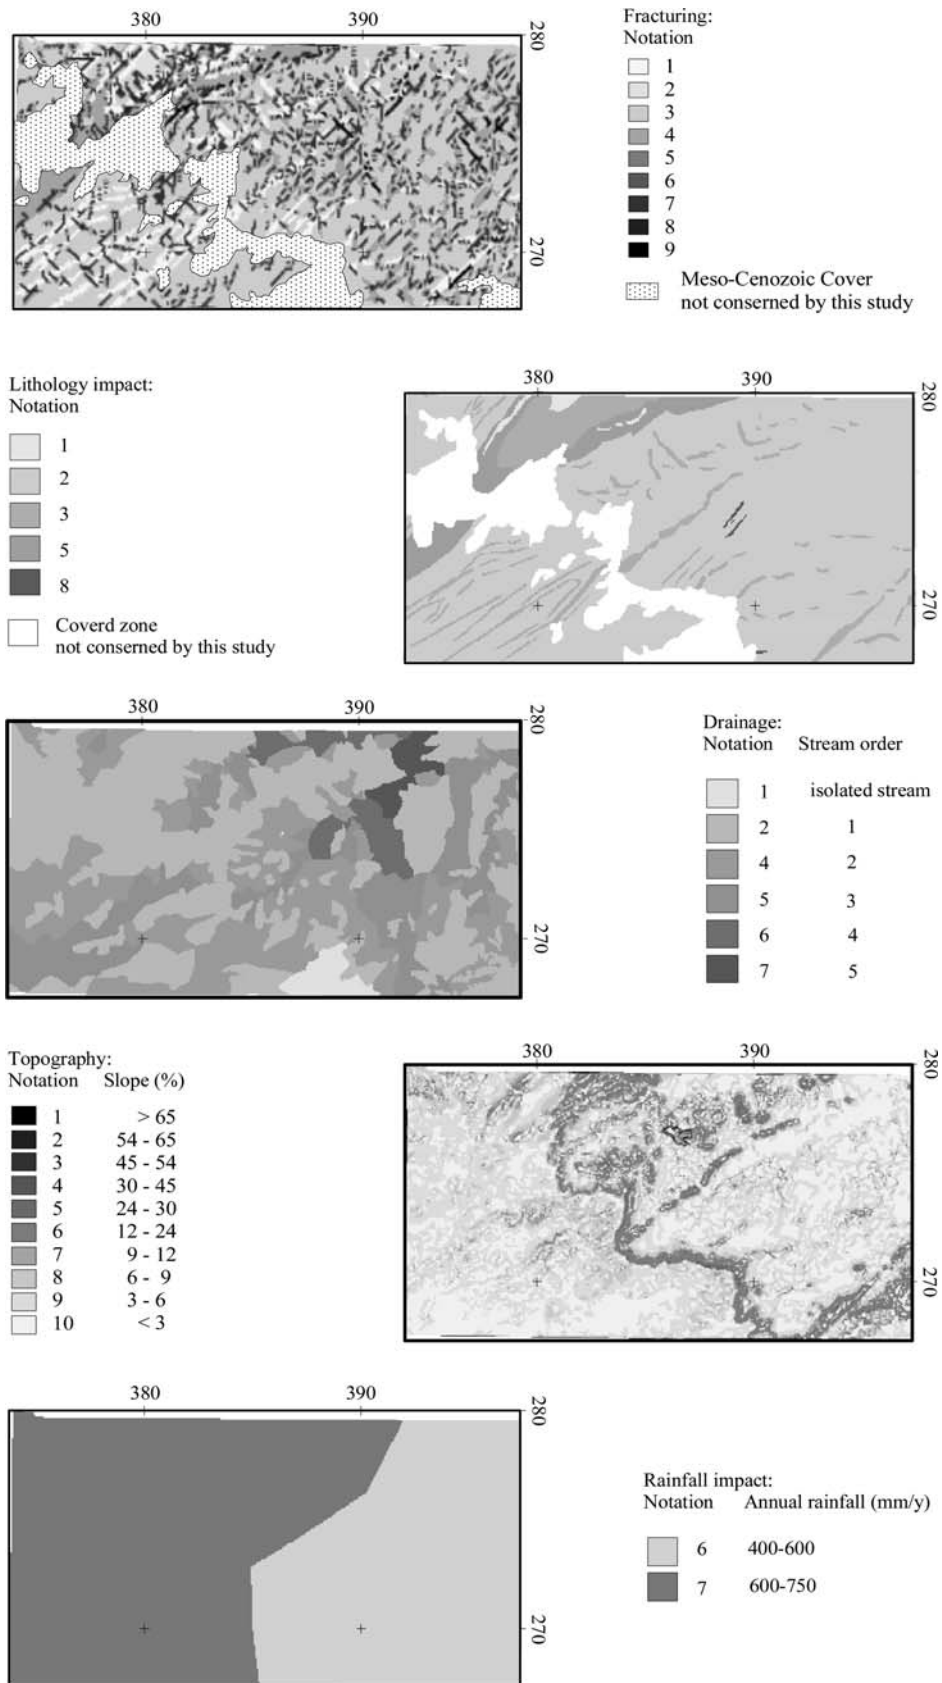 380 390
280
270
Fracturing:
Notation
1
2
3
4
5
6
7
8
9
Meso-Cenozoic Cover
not conserned by this study
Lithology impact:
Notation
1
2
3
5
8
Coverd zone
not conserned by this study
380 390
280
270
380 390
280
270
Drainage:
Notation Stream order
1 isolated stream
2 1
4 2
5 3
6 4
7 5
Topography:
Notation Slope (%)
1 > 65
2 54 - 65
3 45 - 54
4 30 - 45
5 24 - 30
6 12 - 24
7 9 - 12
8 6 - 9
9 3 - 6
10 < 3
380 390
280
270
380 390
280
270
Rainfall impact:
Notation Annual rainfall (mm/y)
6 400-600
7 600-750